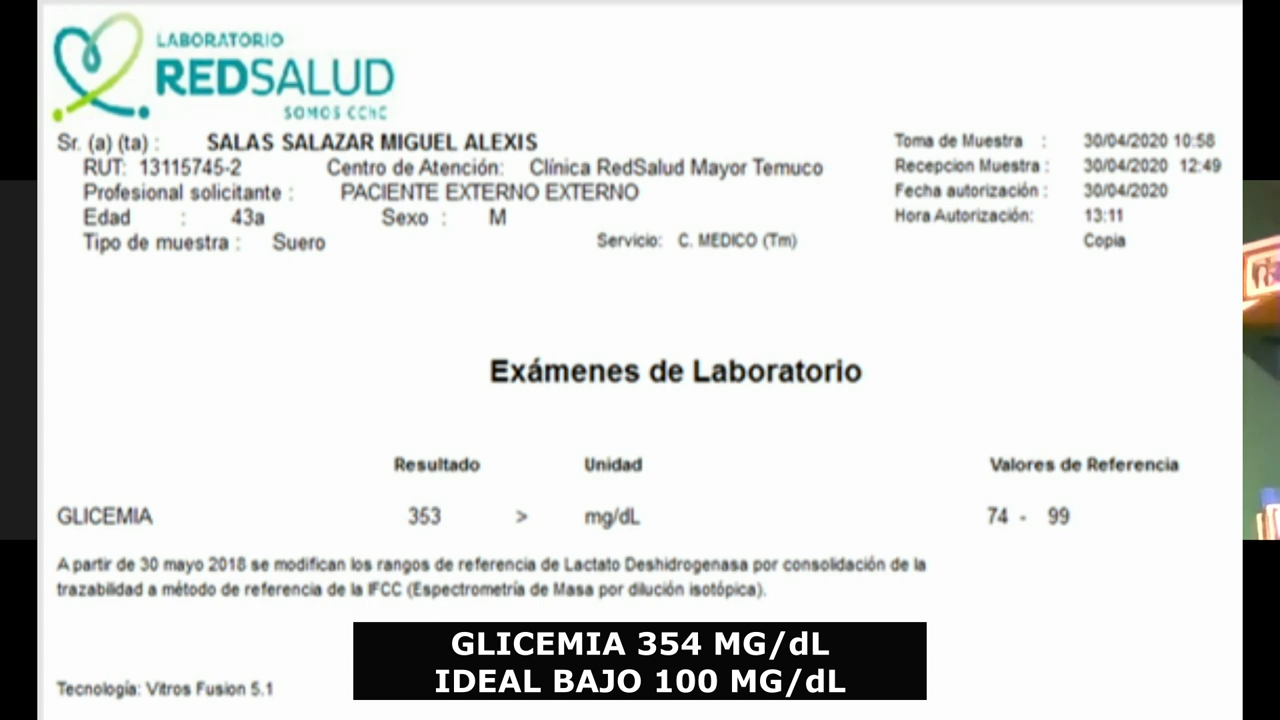 LABORATORIO
REDSALUD
SOMOS CChC
Sr. (a) (ta) : SALAS SALAZAR MIGUEL ALEXIS
RUT: 13115745-2 Centro de Atención: Clínica RedSalud Mayor Temuco
Profesional solicitante : PACIENTE EXTERNO EXTERNO
Edad : 43a Sexo : M
Tipo de muestra : Suero Servicio: C. MEDICO (Tm)
Toma de Muestra : 30/04/2020 10:58
Recepcion Muestra : 30/04/2020 12:49
Fecha autorización : 30/04/2020
Hora Autorización: 13:11
Copia
Exámenes de Laboratorio
Resultado Unidad Valores de Referencia
GLICEMIA 353 > mg/dL 74 - 99
A partir de 30 mayo 2018 se modifican los rangos de referencia de Lactato Deshidrogenasa por consolidación de la
trazabilidad a método de referencia de la IFCC (Espectrometría de Masa por dilución isotópica).
GLICEMIA 354 MG/dL
IDEAL BAJO 100 MG/dL
Tecnología: Vitros Fusion 5.1